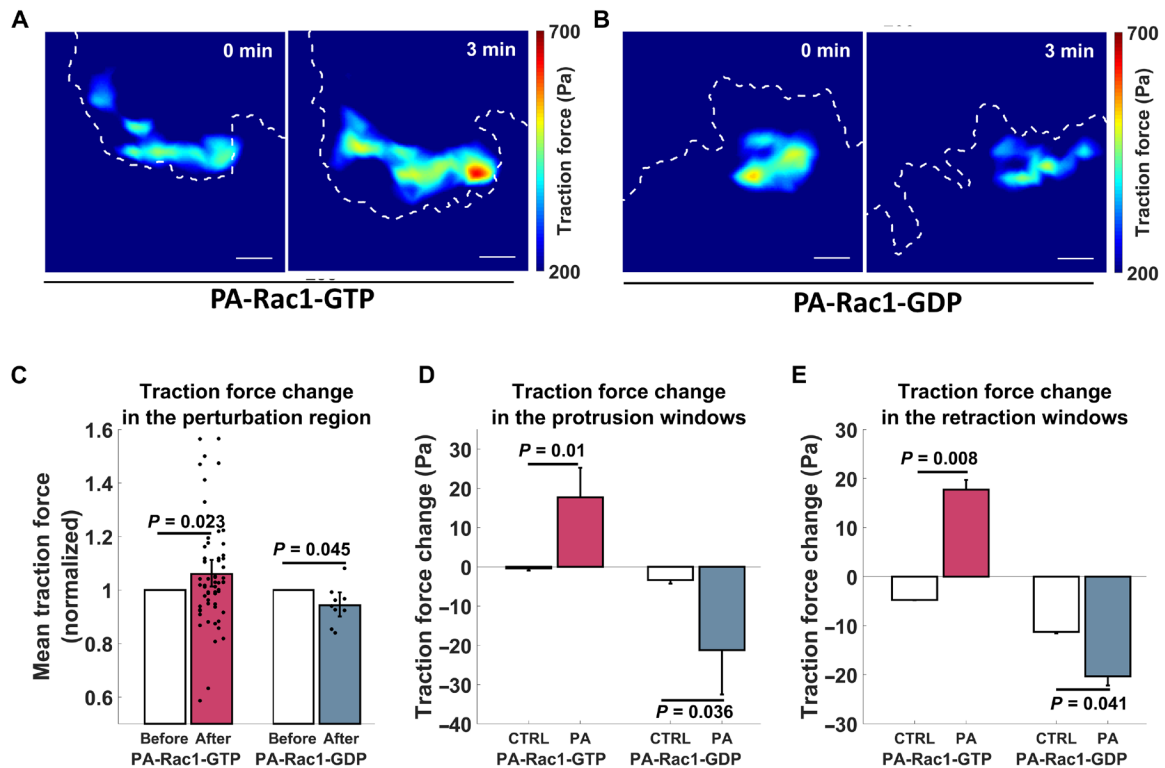 A
0 min
3 min
700
Traction force (Pa)
200
PA-Rac1-GTP
B
0 min
3 min
700
Traction force (Pa)
200
PA-Rac1-GDP
C
Traction force change
in the perturbation region
Mean traction force
(normalized)
1.6
1.4
1.2
1
0.8
0.6
P = 0.023
P = 0.045
Before After
Before After
PA-Rac1-GTP
PA-Rac1-GDP
D
Traction force change
in the protrusion windows
Traction force change (Pa)
30
20
10
0
−10
−20
−30
−40
P = 0.01
P = 0.036
CTRL PA
CTRL PA
PA-Rac1-GTP
PA-Rac1-GDP
E
Traction force change
in the retraction windows
Traction force change (Pa)
30
20
10
0
−10
−20
−30
P = 0.008
P = 0.041
CTRL PA
CTRL PA
PA-Rac1-GTP
PA-Rac1-GDP